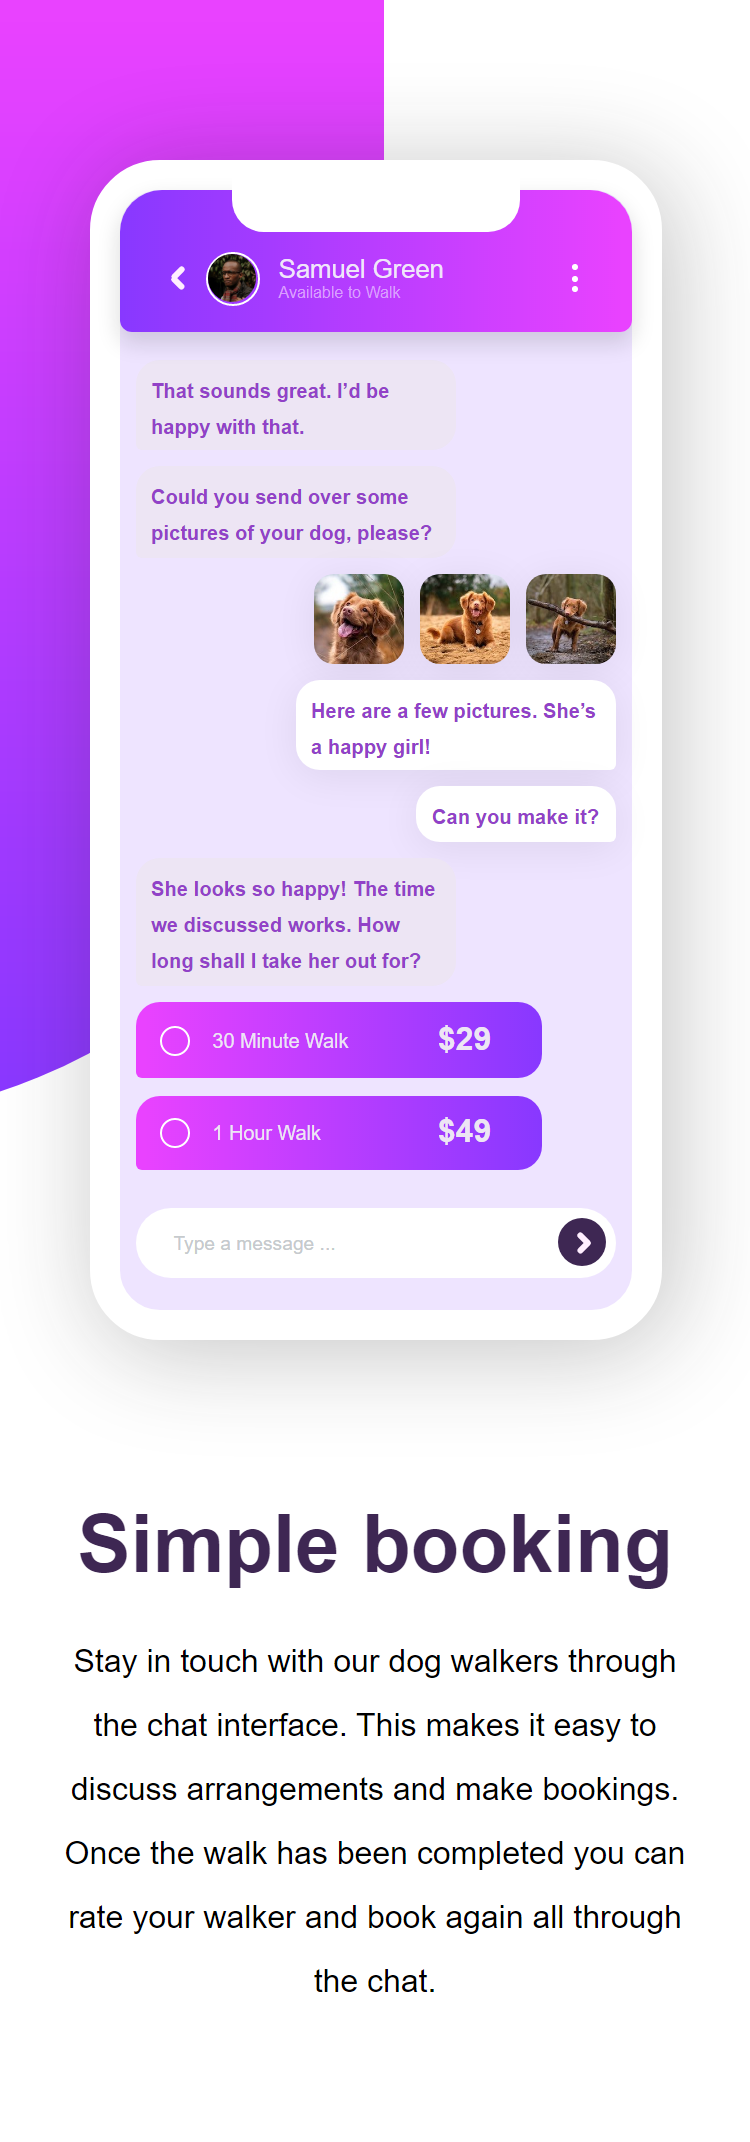 Samuel Green
Available to Walk
That sounds great. I’d be
happy with that.
Could you send over some
pictures of your dog, please?
Here are a few pictures. She’s
a happy girl!
Can you make it?
She looks so happy! The time
we discussed works. How
long shall I take her out for?
30 Minute Walk $29
1 Hour Walk $49
Type a message ...
Simple booking
Stay in touch with our dog walkers through
the chat interface. This makes it easy to
discuss arrangements and make bookings.
Once the walk has been completed you can
rate your walker and book again all through
the chat.